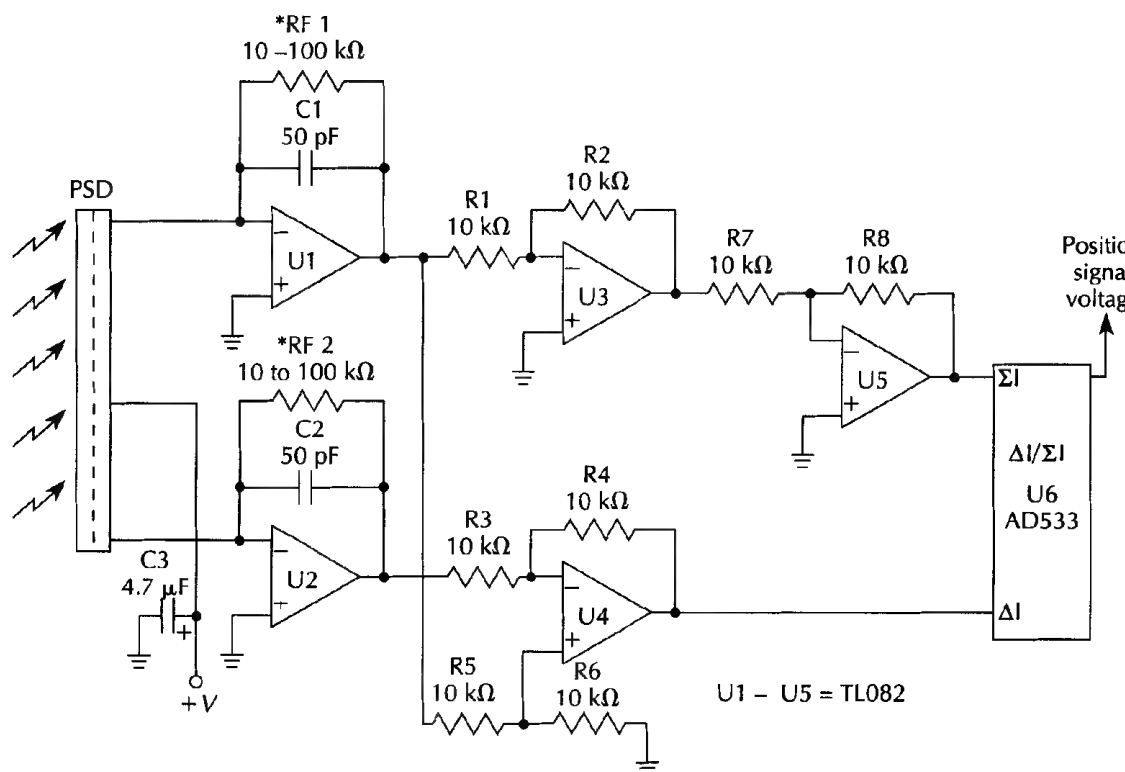 *RF 1
10 –100 kΩ
C1
50 pF
PSD
U1
−
+
R1
10 kΩ
R2
10 kΩ
U3
−
+
R7
10 kΩ
R8
10 kΩ
U5
−
+
Positio
signa
voltag
ΣI
ΔI/ΣI
U6
AD533
ΔI
*RF 2
10 to 100 kΩ
C2
50 pF
U2
−
+
C3
4.7 μF
+
+V
R3
10 kΩ
R4
10 kΩ
U4
−
+
R5
10 kΩ
R6
10 kΩ
U1 – U5 = TL082